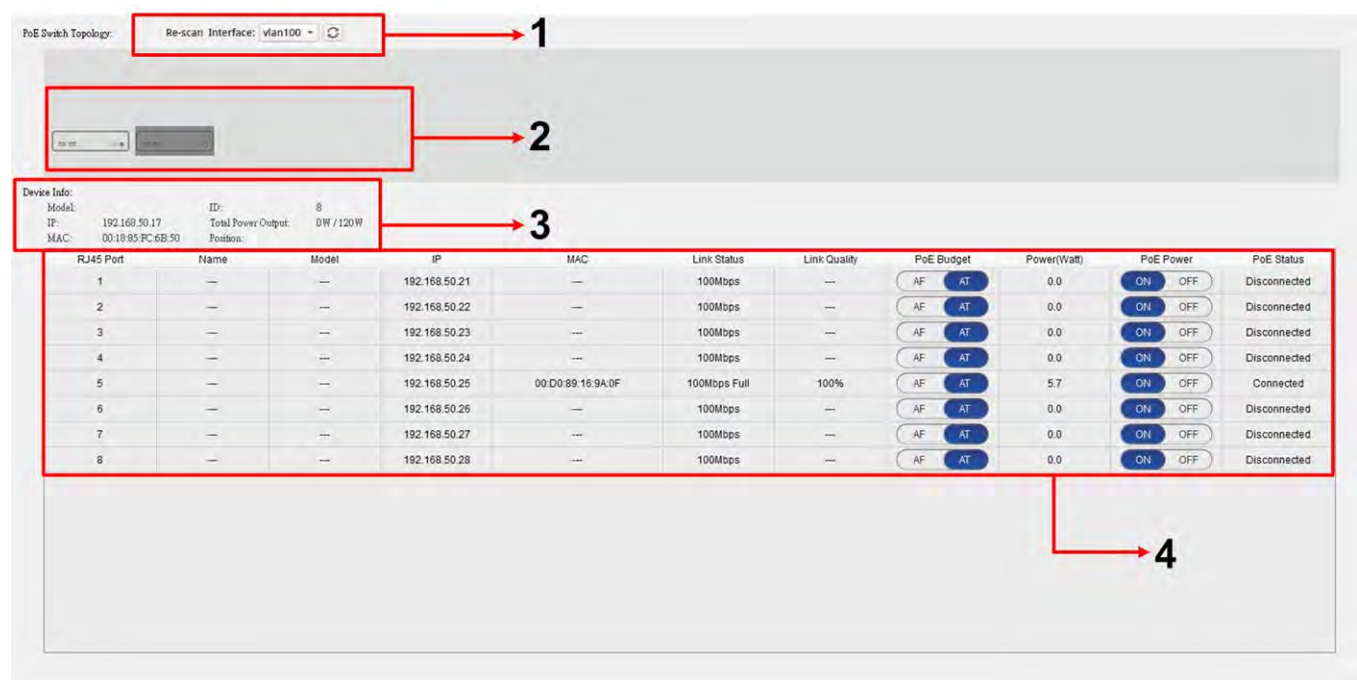 PoE Switch Topology: Re-scan Interface: vlan100 1
2
Device Info:
Model: ID: 8
IP: 192.168.50.17 Total Power Output: 0W / 120W
MAC: 00:18:85:FC:6B:50 Position:
3
RJ45 Port Name Model IP MAC Link Status Link Quality PoE Budget Power(Watt) PoE Power PoE Status
1 --- --- 192.168.50.21 --- 100Mbps --- AF AT 0.0 ON OFF Disconnected
2 --- --- 192.168.50.22 --- 100Mbps --- AF AT 0.0 ON OFF Disconnected
3 --- --- 192.168.50.23 --- 100Mbps --- AF AT 0.0 ON OFF Disconnected
4 --- --- 192.168.50.24 --- 100Mbps --- AF AT 0.0 ON OFF Disconnected
5 --- --- 192.168.50.25 00:D0:89:16:9A:0F 100Mbps Full 100% AF AT 5.7 ON OFF Connected
6 --- --- 192.168.50.26 --- 100Mbps --- AF AT 0.0 ON OFF Disconnected
7 --- --- 192.168.50.27 --- 100Mbps --- AF AT 0.0 ON OFF Disconnected
8 --- --- 192.168.50.28 --- 100Mbps --- AF AT 0.0 ON OFF Disconnected
4